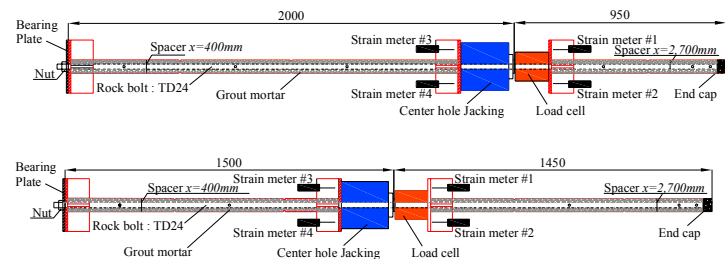 2000
950
Bearing
Plate
Spacer x=400mm
Strain meter #3
Strain meter #1
Spacer x=2,700mm
Nut
Rock bolt : TD24
Grout mortar
Strain meter #4
Center hole Jacking
Load cell
Strain meter #2
End cap
1500
1450
Bearing
Plate
Spacer x=400mm
Strain meter #3
Strain meter #1
Spacer x=2,700mm
Nut
Rock bolt : TD24
Grout mortar
Strain meter #4
Center hole Jacking
Load cell
Strain meter #2
End cap